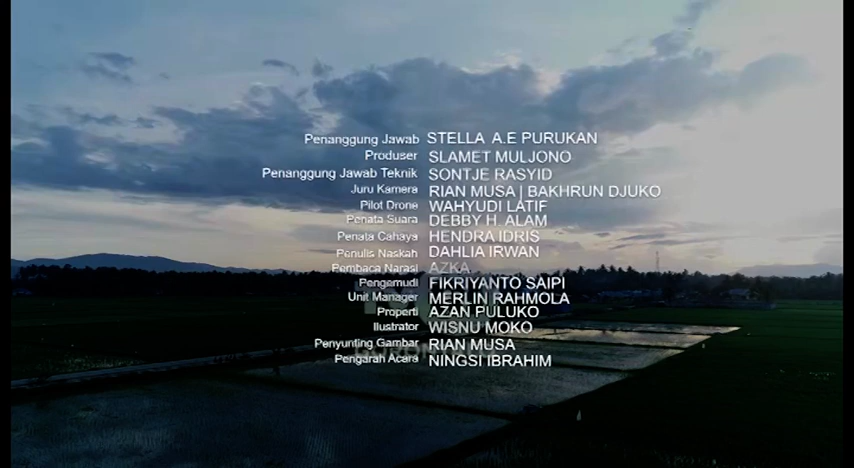 Penanggung Jawab STELLA A.E PURUKAN
Produser SLAMET MULJONO
Penanggung Jawab Teknik SONTJE RASYID
Juru Kamera RIAN MUSA | BAKHRUN DJUKO
Pilot Drone WAHYUDI LATIF
Penata Suara DEBBY H. ALAM
Penata Cahaya HENDRA IDRIS
Penulis Naskah DAHLIA IRWAN
Pembaca Narasi AZKA
Pengemudi FIKRIYANTO SAIPI
Unit Manager MERLIN RAHMOLA
Properti AZAN PULUKO
Ilustrator WISNU MOKO
Penyunting Gambar RIAN MUSA
Pengarah Acara NINGSI IBRAHIM